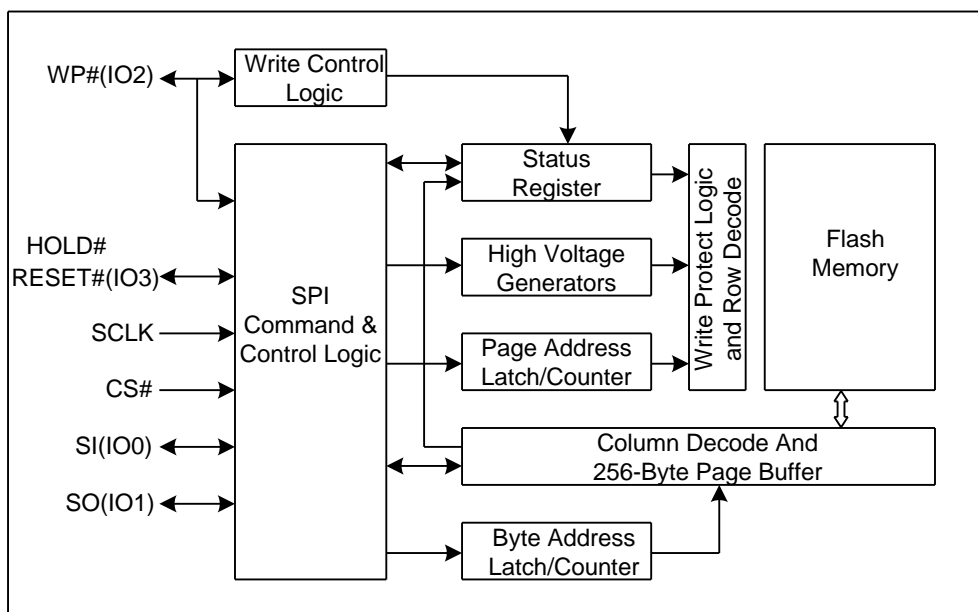 WP#(IO2)
Write Control
Logic
HOLD#
RESET#(IO3)
SCLK
CS#
SI(IO0)
SO(IO1)
SPI
Command &
Control Logic
Status
Register
High Voltage
Generators
Page Address
Latch/Counter
Write Protect Logic
and Row Decode
Flash
Memory
Column Decode And
256-Byte Page Buffer
Byte Address
Latch/Counter